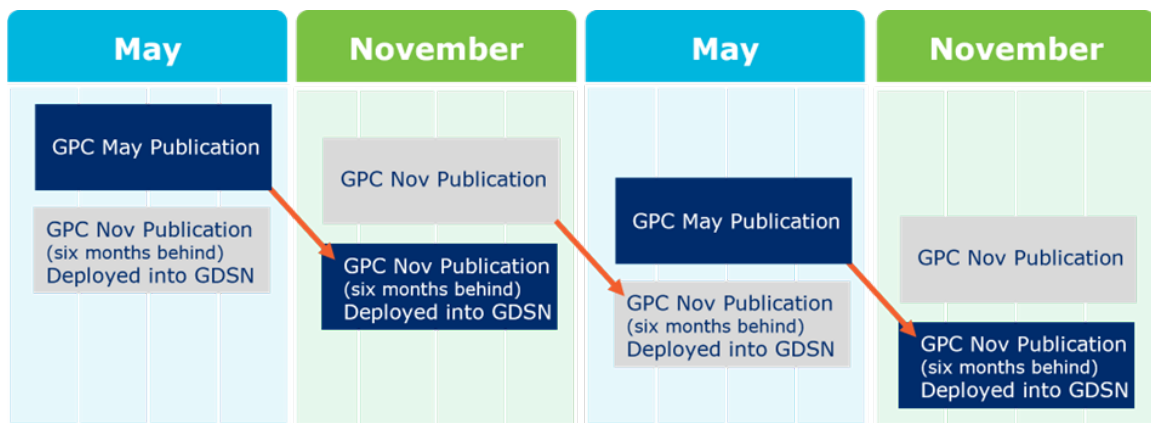 May
November
May
November
GPC May Publication
GPC Nov Publication
(six months behind)
Deployed into GDSN
GPC Nov Publication
GPC Nov Publication
(six months behind)
Deployed into GDSN
GPC May Publication
GPC Nov Publication
(six months behind)
Deployed into GDSN
GPC Nov Publication
GPC Nov Publication
(six months behind)
Deployed into GDSN